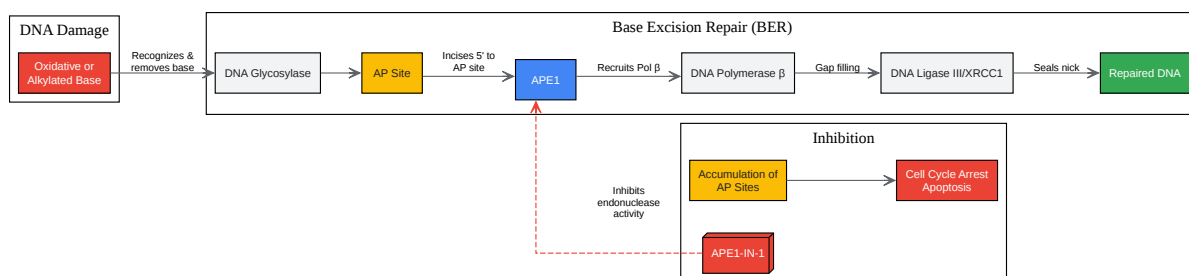 DNA Damage
Oxidative or
Alkylated Base
Recognizes &
removes base
Base Excision Repair (BER)
DNA Glycosylase
AP Site
Incises 5' to
AP site
APE1
Recruits Pol β
DNA Polymerase β
Gap filling
DNA Ligase III/XRCC1
Seals nick
Repaired DNA
Inhibition
Accumulation of
AP Sites
Cell Cycle Arrest
Apoptosis
Inhibits
endonuclease
activity
APE1-IN-1